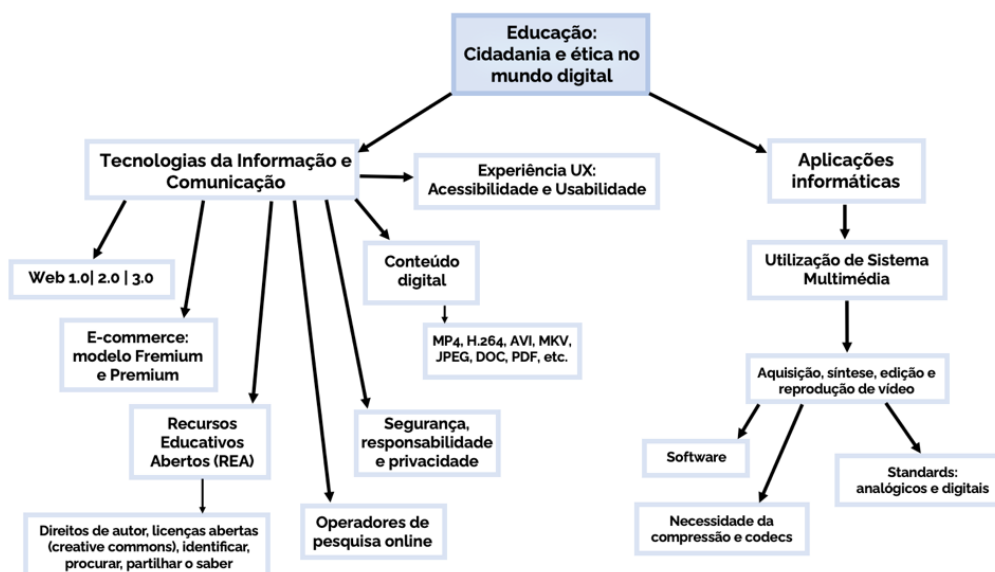 Educação:
Cidadania e ética no
mundo digital
Tecnologias da Informação e
Comunicação
Experiência UX:
Acessibilidade e Usabilidade
Aplicações
informáticas
Web 1.0| 2.0 | 3.0
Conteúdo
digital
Utilização de Sistema
Multimédia
E-commerce:
modelo Fremium
e Premium
MP4, H.264, AVI, MKV,
JPEG, DOC, PDF, etc.
Aquisição, síntese, edição e
reprodução de vídeo
Recursos
Educativos
Abertos (REA)
Segurança,
responsabilidade
e privacidade
Software
Standards:
analógicos e digitais
Direitos de autor, licenças abertas
(creative commons), identificar,
procurar, partilhar o saber
Operadores de
pesquisa online
Necessidade da
compressão e codecs